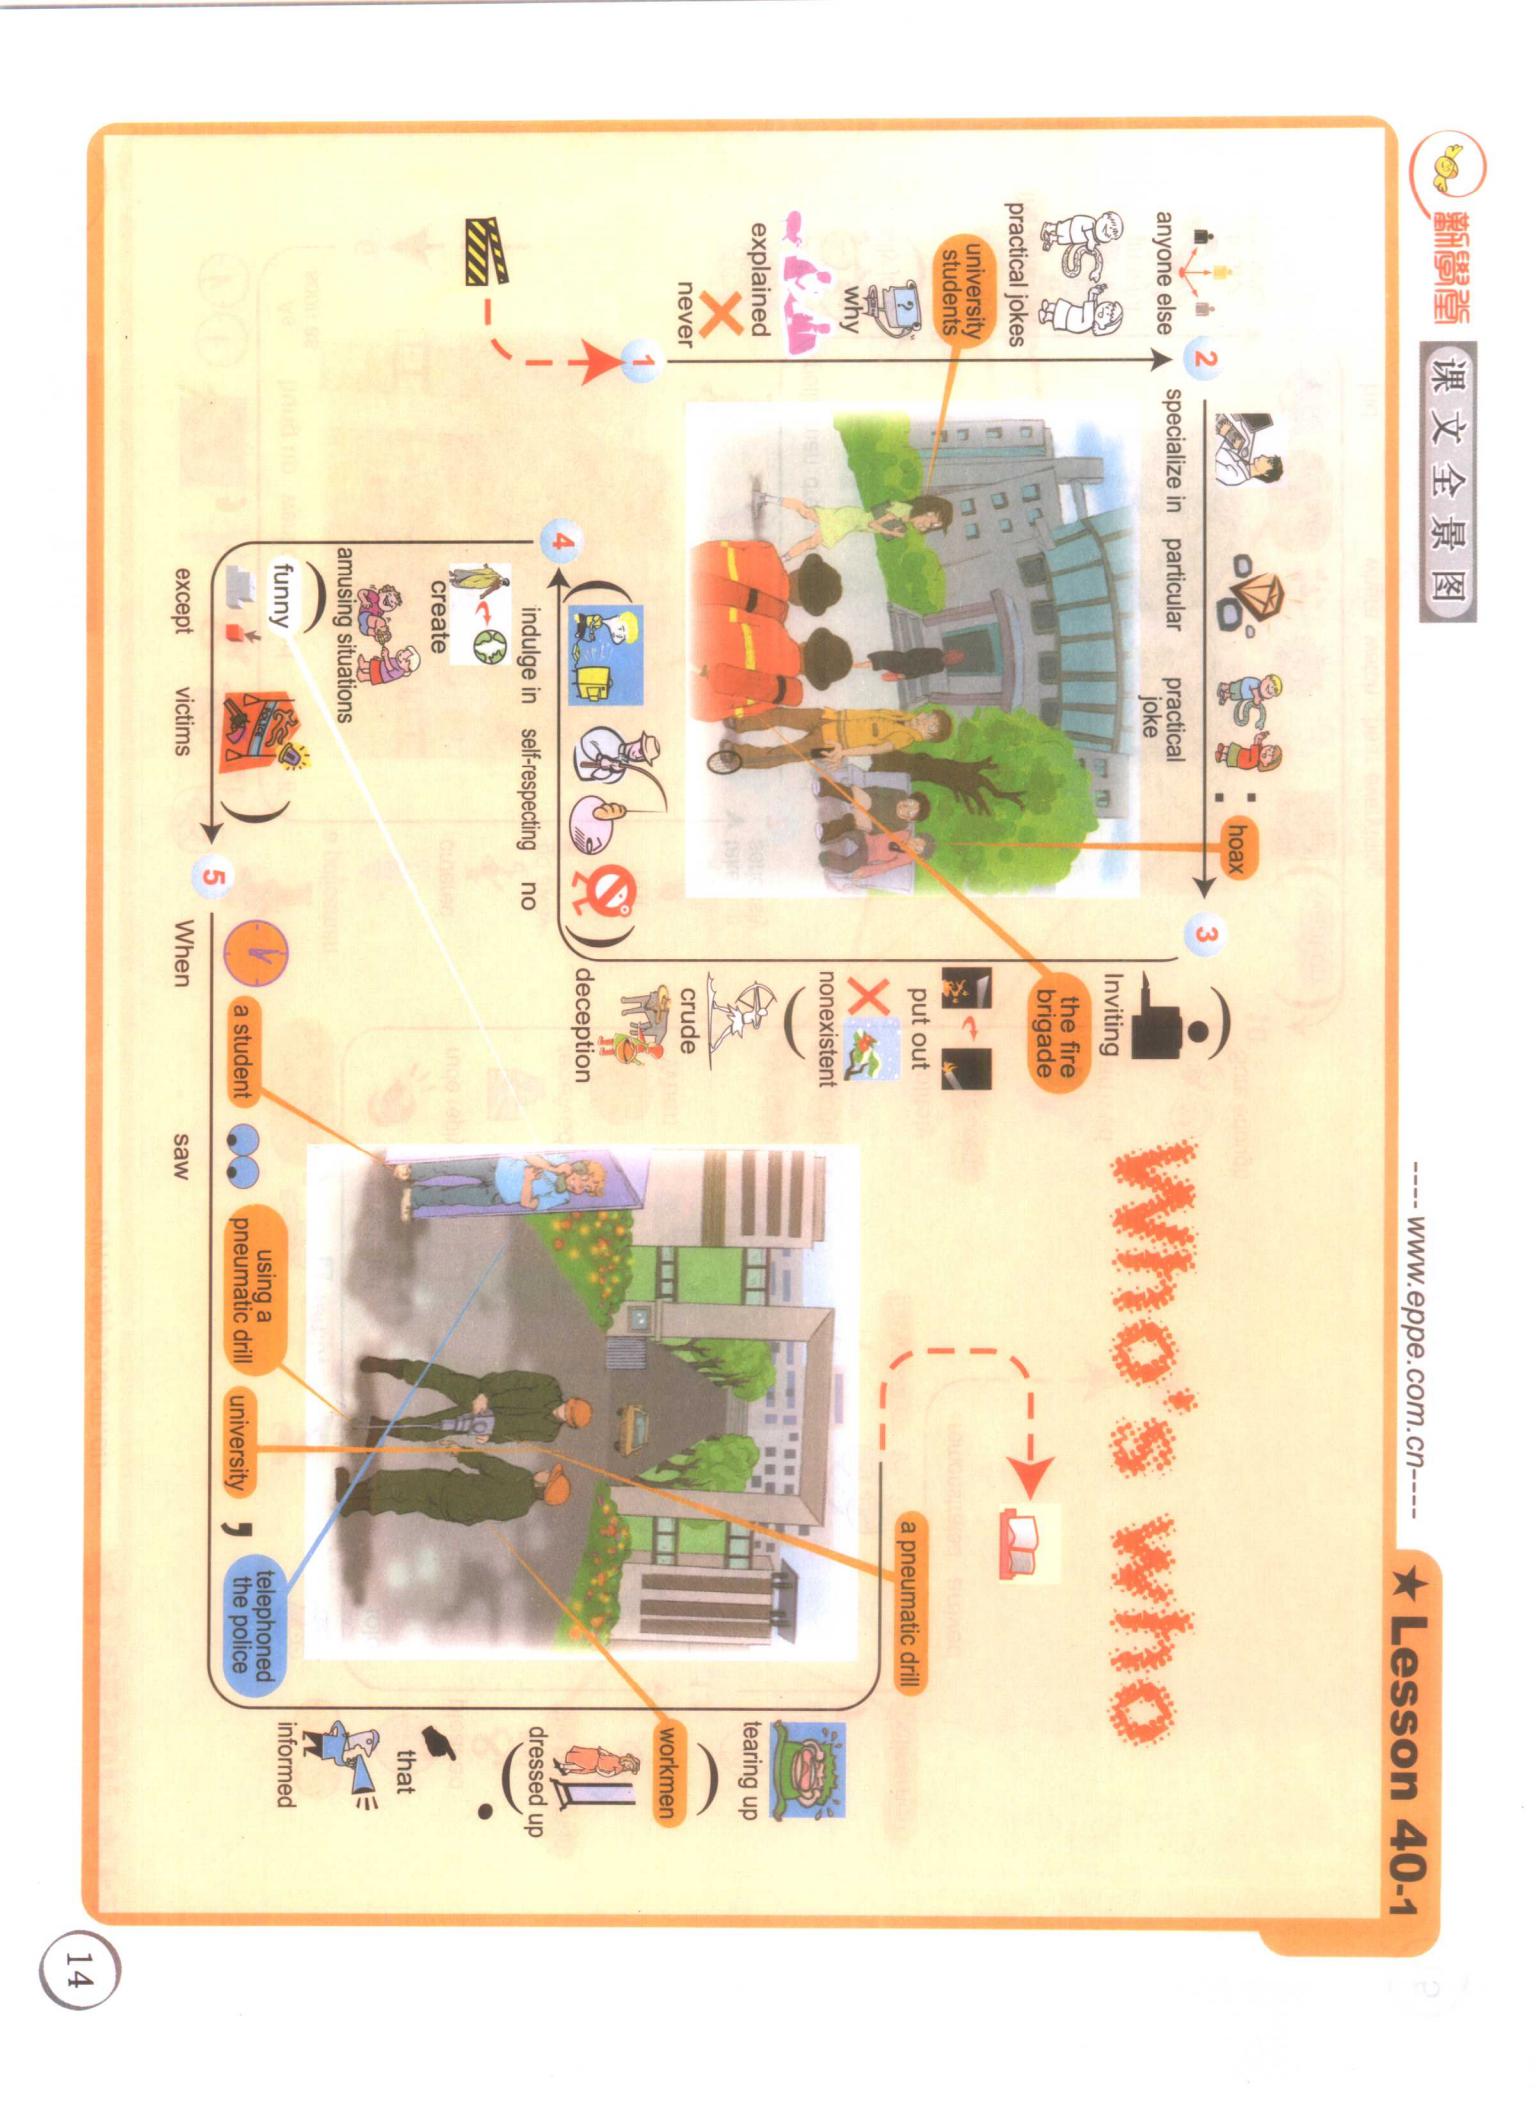 新學堂
课文全景图
---- www.eppe.com.cn----
★ Lesson 40-1
Who's who
1
never
explained
why
university
students
practical jokes
anyone else
2
specialize in
particular
practical
joke
:
hoax
3
(
Inviting
the fire
brigade
put out
nonexistent
)
crude
deception
4
(
indulge in
self-respecting
no
)
create
amusing situations
(
funny
except
victims
)
5
When
a student
saw
using a
pneumatic drill
university
,
telephoned
the police
informed
that
dressed up
workmen
tearing up
a pneumatic drill
14